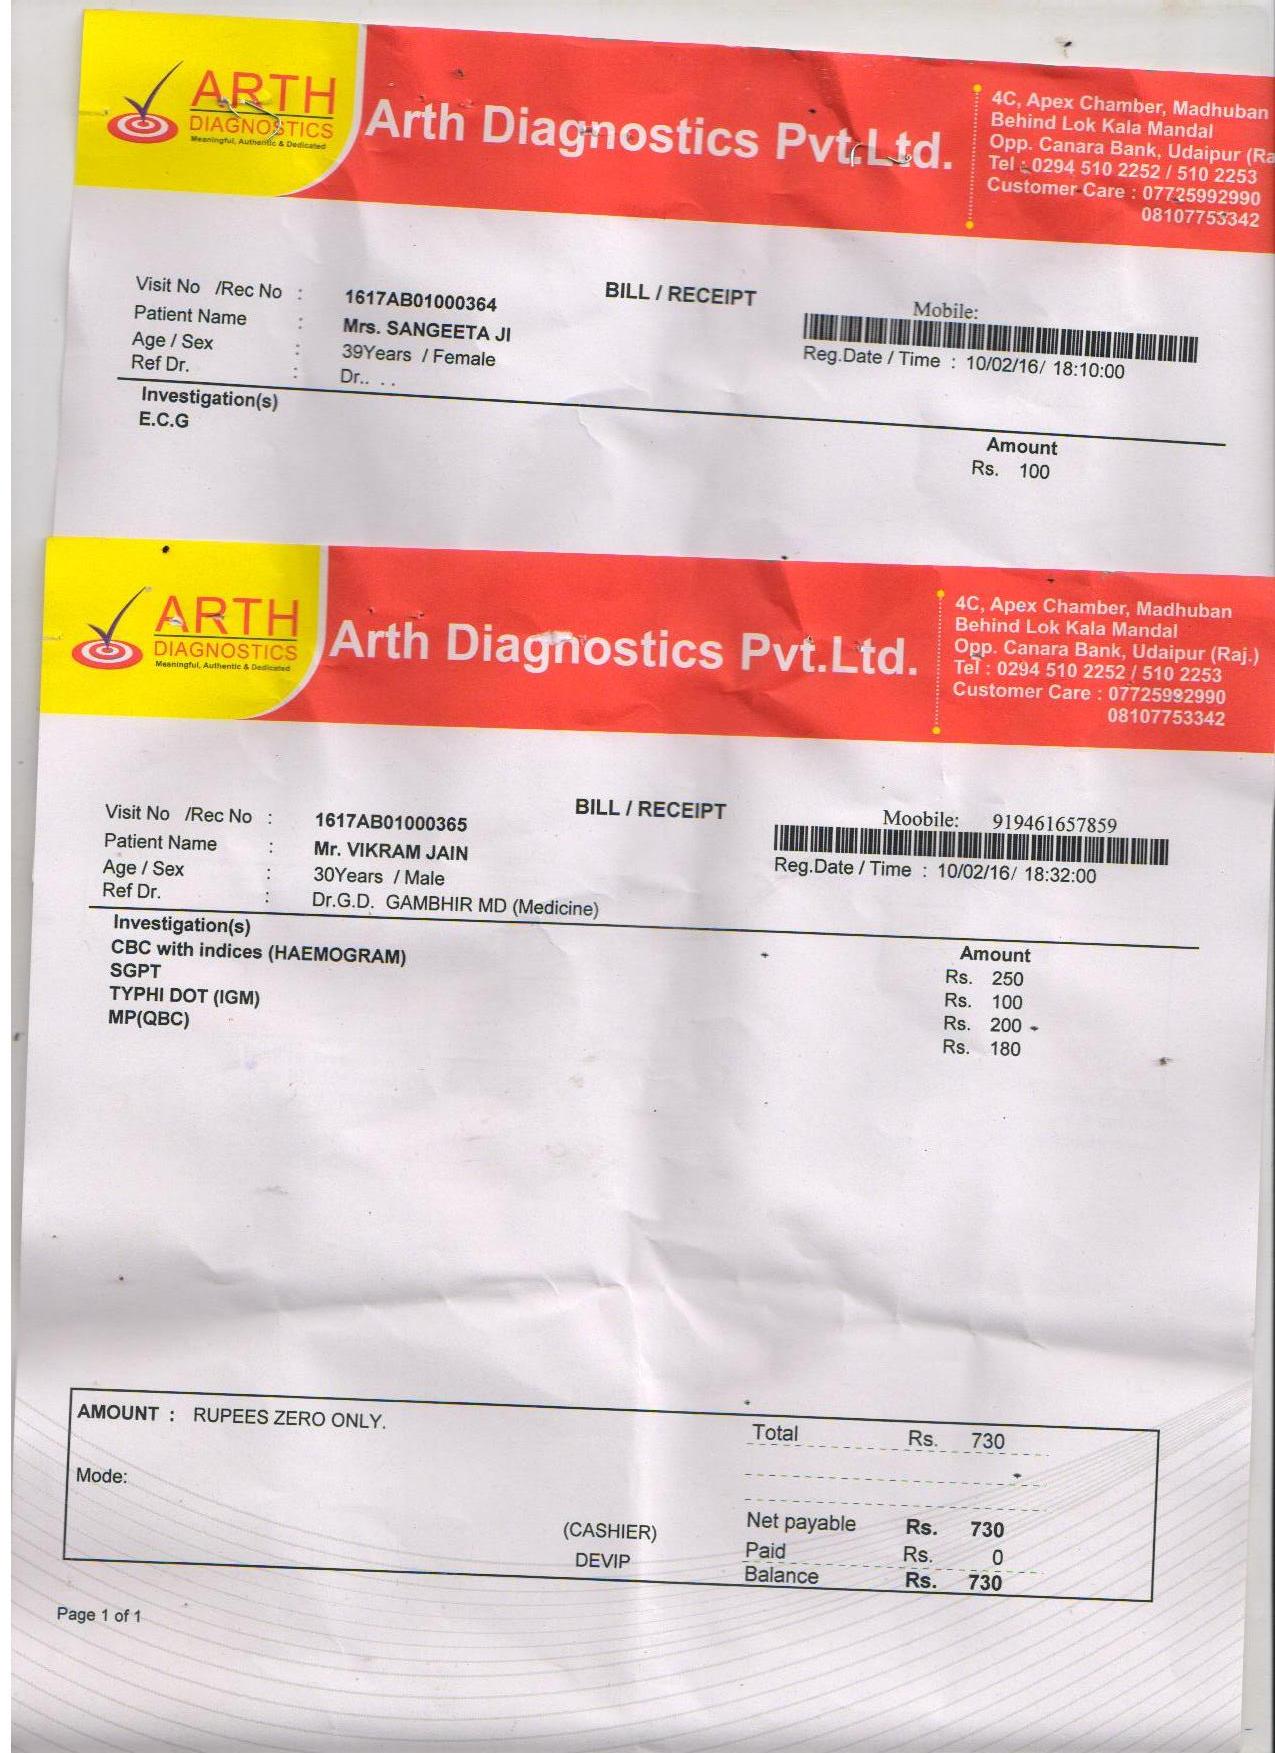 ARTH
DIAGNOSTICS
Meaningful, Authentic & Dedicated
Arth Diagnostics Pvt.Ltd.
4C, Apex Chamber, Madhuban
Behind Lok Kala Mandal
Opp. Canara Bank, Udaipur (Ra
Tel : 0294 510 2252 / 510 2253
Customer Care : 07725992990
08107753342
BILL / RECEIPT
Visit No /Rec No : 1617AB01000364
Mobile:
Patient Name : Mrs. SANGEETA JI
Age / Sex : 39Years / Female
Reg.Date / Time : 10/02/16/ 18:10:00
Ref Dr. : Dr.. . .
Investigation(s) Amount
E.C.G Rs. 100
ARTH
DIAGNOSTICS
Meaningful, Authentic & Dedicated
Arth Diagnostics Pvt.Ltd.
4C, Apex Chamber, Madhuban
Behind Lok Kala Mandal
Opp. Canara Bank, Udaipur (Raj.)
Tel : 0294 510 2252 / 510 2253
Customer Care : 07725992990
08107753342
BILL / RECEIPT
Visit No /Rec No : 1617AB01000365
Moobile: 919461657859
Patient Name : Mr. VIKRAM JAIN
Age / Sex : 30Years / Male
Reg.Date / Time : 10/02/16/ 18:32:00
Ref Dr. : Dr.G.D. GAMBHIR MD (Medicine)
Investigation(s) Amount
CBC with indices (HAEMOGRAM) Rs. 250
SGPT Rs. 100
TYPHI DOT (IGM) Rs. 200
MP(QBC) Rs. 180
AMOUNT : RUPEES ZERO ONLY.
Total Rs. 730
Mode:
Net payable Rs. 730
(CASHIER)
Paid Rs. 0
DEVIP
Balance Rs. 730
Page 1 of 1